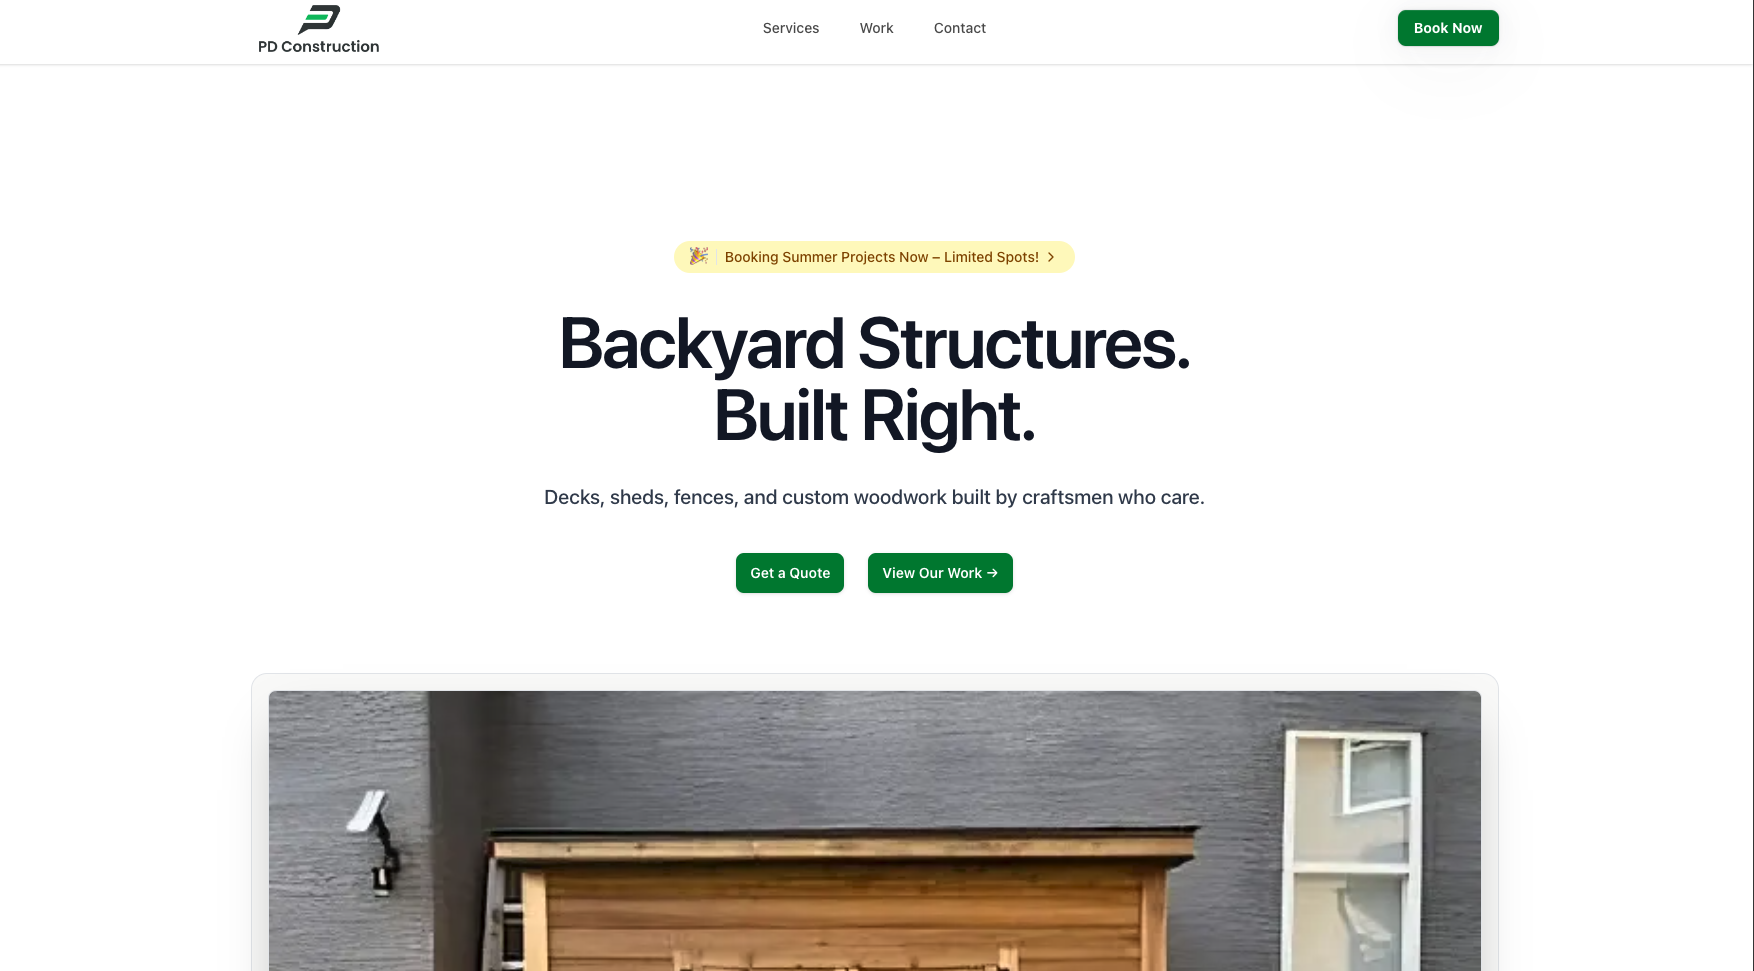 PD Construction
Services
Work
Contact
Book Now
Booking Summer Projects Now – Limited Spots!
Backyard Structures.
Built Right.
Decks, sheds, fences, and custom woodwork built by craftsmen who care.
Get a Quote
View Our Work →